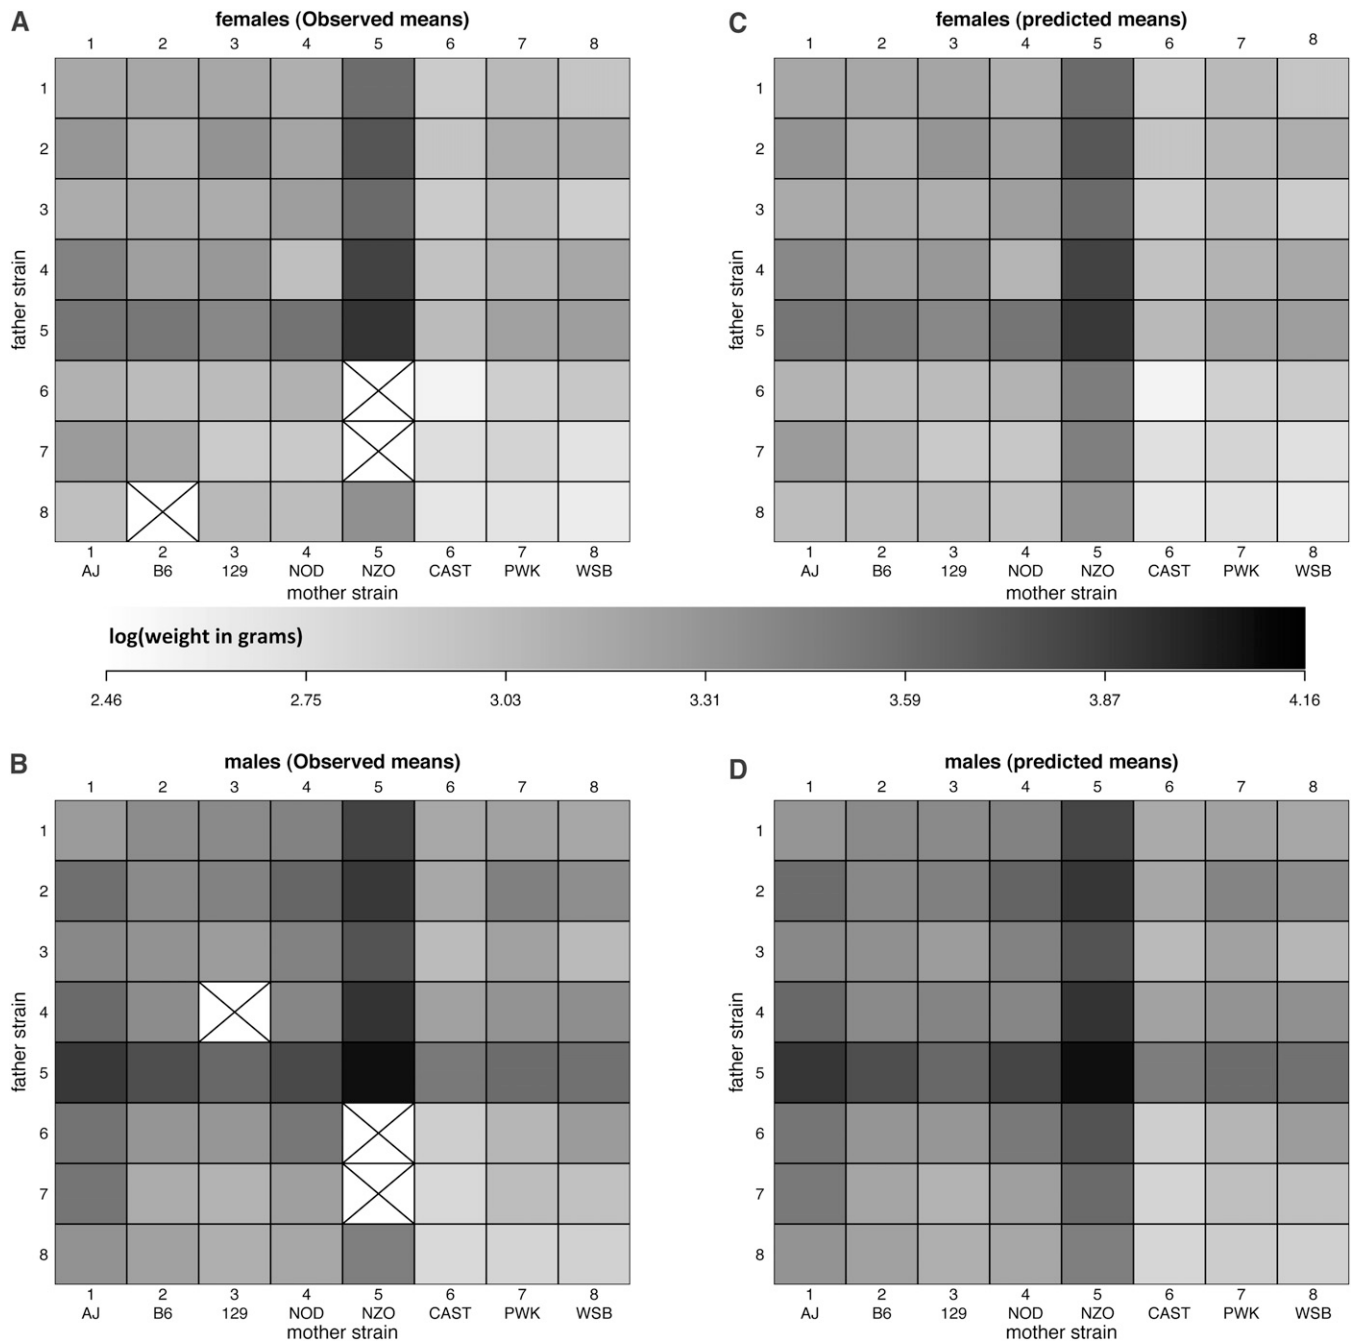 A females (Observed means)
1 2 3 4 5 6 7 8
1
2
3
4
5
6
7
8
father strain
1 2 3 4 5 6 7 8
AJ B6 129 NOD NZO CAST PWK WSB
mother strain
C females (predicted means)
1 2 3 4 5 6 7 8
1
2
3
4
5
6
7
8
father strain
1 2 3 4 5 6 7 8
AJ B6 129 NOD NZO CAST PWK WSB
mother strain
log(weight in grams)
2.46 2.75 3.03 3.31 3.59 3.87 4.16
B males (Observed means)
1 2 3 4 5 6 7 8
1
2
3
4
5
6
7
8
father strain
1 2 3 4 5 6 7 8
AJ B6 129 NOD NZO CAST PWK WSB
mother strain
D males (predicted means)
1 2 3 4 5 6 7 8
1
2
3
4
5
6
7
8
father strain
1 2 3 4 5 6 7 8
AJ B6 129 NOD NZO CAST PWK WSB
mother strain